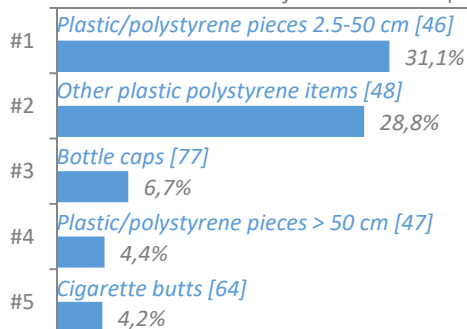 #1 Plastic/polystyrene pieces 2.5-50 cm [46]
31,1%
#2 Other plastic polystyrene items [48]
28,8%
#3 Bottle caps [77]
6,7%
#4 Plastic/polystyrene pieces > 50 cm [47]
4,4%
#5 Cigarette butts [64]
4,2%